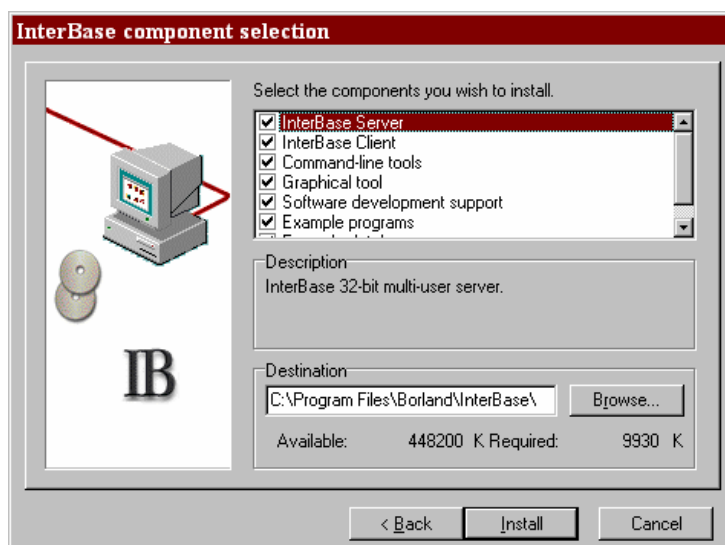 InterBase component selection
Select the components you wish to install.
InterBase Server
InterBase Client
Command-line tools
Graphical tool
Software development support
Example programs
Description
InterBase 32-bit multi-user server.
IB
Destination
C:\Program Files\Borland\InterBase\
Browse...
Available: 448200 K Required: 9930 K
< Back
Install
Cancel